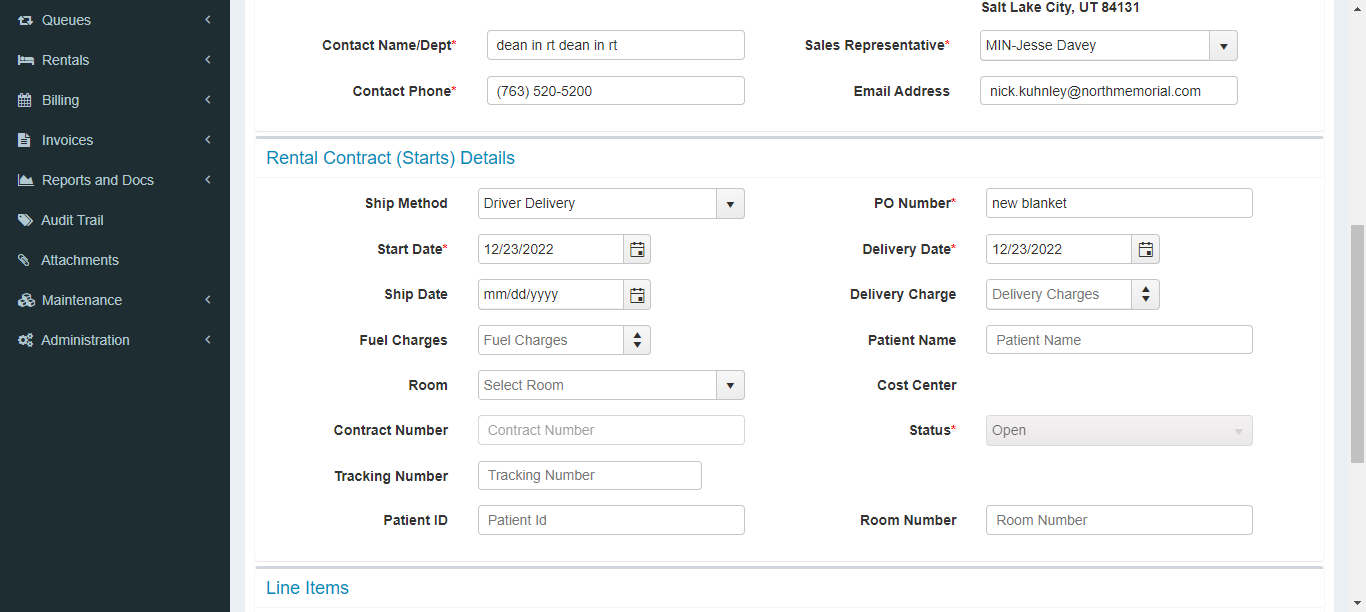 Queues
Rentals
Billing
Invoices
Reports and Docs
Audit Trail
Attachments
Maintenance
Administration
Salt Lake City, UT 84131
Contact Name/Dept* dean in rt dean in rt Sales Representative* MIN-Jesse Davey
Contact Phone* (763) 520-5200 Email Address nick.kuhnley@northmemorial.com
Rental Contract (Starts) Details
Ship Method Driver Delivery PO Number* new blanket
Start Date* 12/23/2022 Delivery Date* 12/23/2022
Ship Date mm/dd/yyyy Delivery Charge Delivery Charges
Fuel Charges Fuel Charges Patient Name Patient Name
Room Select Room Cost Center
Contract Number Contract Number Status* Open
Tracking Number Tracking Number
Patient ID Patient Id Room Number Room Number
Line Items